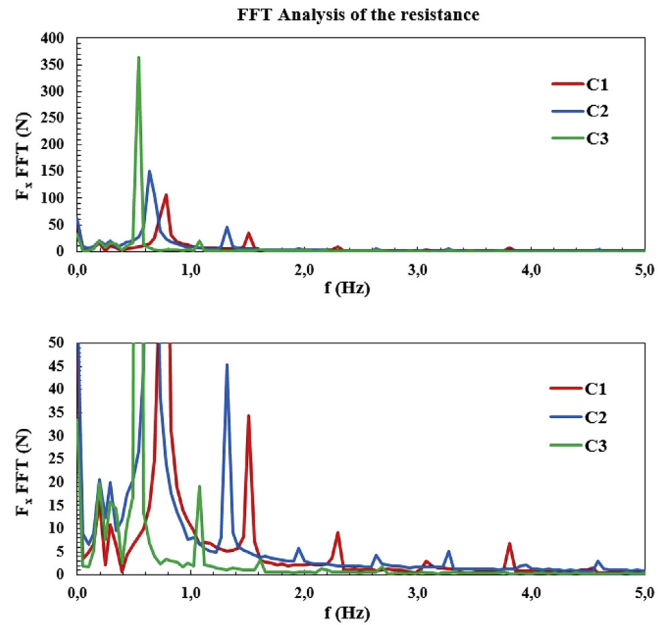 FFT Analysis of the resistance
400
350
300
250
200
150
100
50
0
Fx FFT (N)
C1
C2
C3
0,0 1,0 2,0 3,0 4,0 5,0
f (Hz)
50
45
40
35
30
25
20
15
10
5
0
Fx FFT (N)
C1
C2
C3
0,0 1,0 2,0 3,0 4,0 5,0
f (Hz)